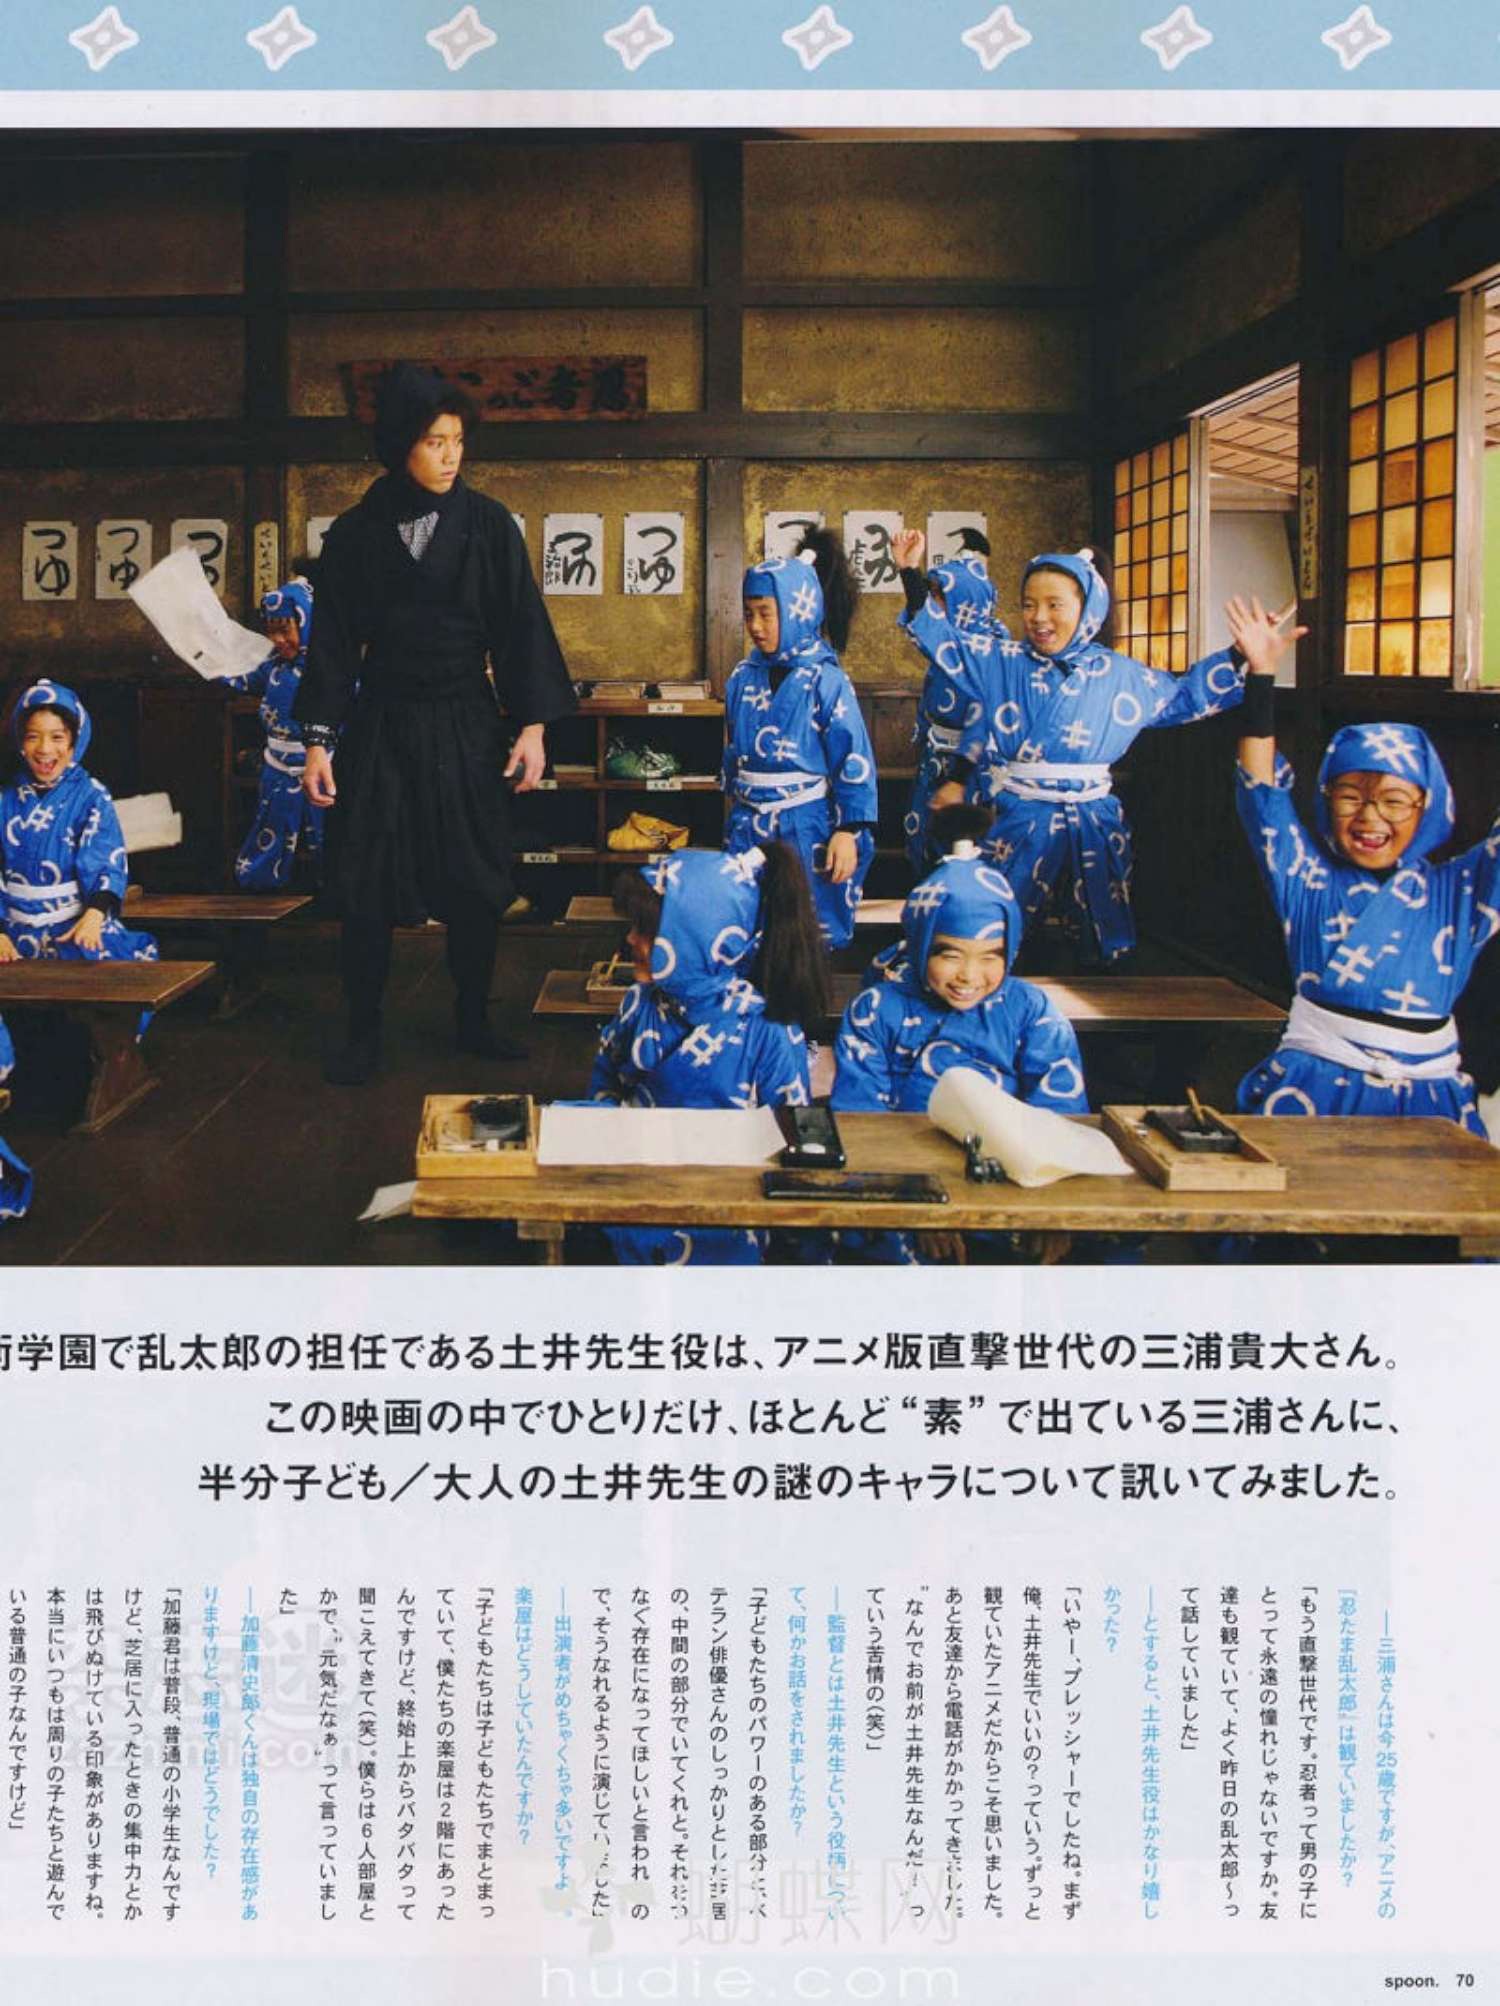 つゆ
つゆ
つゆ
つゆ
つゆ
術学園で乱太郎の担任である土井先生役は、アニメ版直撃世代の三浦貴大さん。
この映画の中でひとりだけ、ほとんど“素”で出ている三浦さんに、
半分子ども／大人の土井先生の謎のキャラについて訊いてみました。
──三浦さんは今25歳ですが、アニメの
『忍たま乱太郎』は観ていましたか？
「もう直撃世代です。忍者って男の子に
とって永遠の憧れじゃないですか。友
達も観ていて、よく昨日の乱太郎～っ
て話していました」
──とすると、土井先生役はかなり嬉し
かった？
「いやー、プレッシャーでしたね。まず
俺、土井先生でいいの？っていう。ずっと
観ていたアニメだからこそ思いました。
あと友達から電話がかかってきました。
“なんでお前が土井先生なんだ！”っ
ていう苦情の（笑）」
──監督とは土井先生という役柄につい
て、何かお話をされましたか？
「子どもたちのパワーのある部分と、ベ
テラン俳優さんのしっかりとした芝居
の、中間の部分でいてくれと。それをつ
なぐ存在になってほしいと言われたの
で、そうなれるように演じていました」
──出演者がめちゃくちゃ多いですよね。
楽屋はどうしていたんですか？
「子どもたちは子どもたちでまとまっ
ていて、僕たちの楽屋は2階にあった
んですけど、終始上からバタバタって
聞こえてきて（笑）。僕らは6人部屋と
かで、“元気だなぁ”って言っていまし
た」
──加藤清史郎くんは独自の存在感があ
りますけど、現場ではどうでした？
「加藤君は普段、普通の小学生なんです
けど、芝居に入ったときの集中力とか
は飛びぬけている印象がありますね。
本当にいつもは周りの子たちと遊んで
いる普通の子なんですけど」
蝴蝶网
hudie.com
spoon. 70